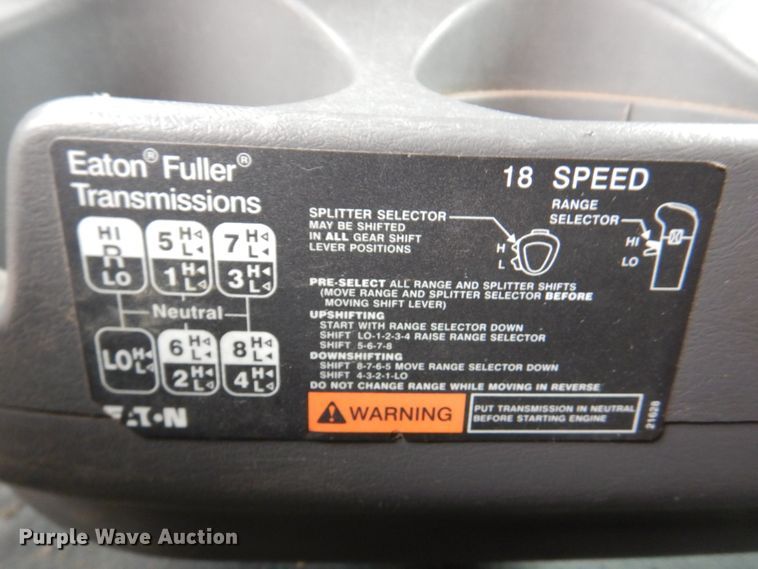 Eaton® Fuller®
Transmissions
18 SPEED
HI
R
LO
5 H L
1 H L
7 H L
3 H L
Neutral
LO H L
6 H L
2 H L
8 H L
4 H L
EATON
SPLITTER SELECTOR
MAY BE SHIFTED
IN ALL GEAR SHIFT
LEVER POSITIONS
H
L
RANGE
SELECTOR
HI
LO
PRE-SELECT ALL RANGE AND SPLITTER SHIFTS
(MOVE RANGE AND SPLITTER SELECTOR BEFORE
MOVING SHIFT LEVER)
UPSHIFTING
START WITH RANGE SELECTOR DOWN
SHIFT LO-1-2-3-4 RAISE RANGE SELECTOR
SHIFT 5-6-7-8
DOWNSHIFTING
SHIFT 8-7-6-5 MOVE RANGE SELECTOR DOWN
SHIFT 4-3-2-1-LO
DO NOT CHANGE RANGE WHILE MOVING IN REVERSE
WARNING
PUT TRANSMISSION IN NEUTRAL
BEFORE STARTING ENGINE
21628
Purple Wave Auction